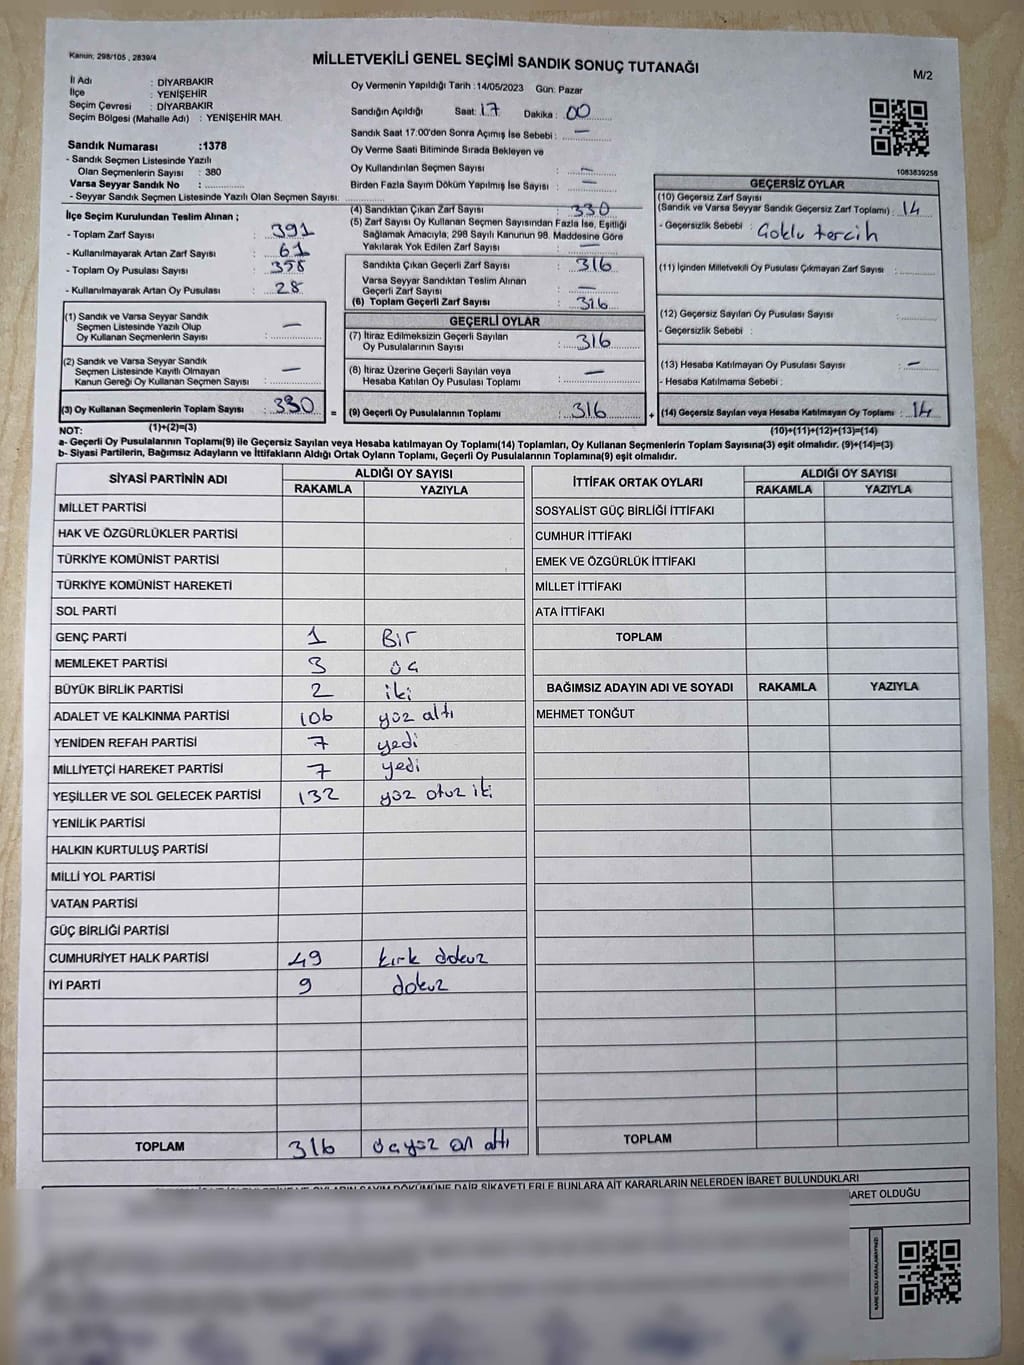 Kanun: 298/105 , 2839/4
MİLLETVEKİLİ GENEL SEÇİMİ SANDIK SONUÇ TUTANAĞI
M/2
İl Adı : DİYARBAKIR
İlçe : YENİŞEHİR
Seçim Çevresi : DİYARBAKIR
Seçim Bölgesi (Mahalle Adı) : YENİŞEHİR MAH.
Sandık Numarası :1378
- Sandık Seçmen Listesinde Yazılı
Olan Seçmenlerin Sayısı : 380
Varsa Seyyar Sandık No :
- Seyyar Sandık Seçmen Listesinde Yazılı Olan Seçmen Sayısı:
Oy Vermenin Yapıldığı Tarih : 14/05/2023 Gün: Pazar
Sandığın Açıldığı Saat: 17 Dakika : 00
Sandık Saat 17:00'den Sonra Açımış İse Sebebi : —
Oy Verme Saati Bitiminde Sırada Bekleyen ve
Oy Kullandırılan Seçmen Sayısı : —
Birden Fazla Sayım Döküm Yapılmış İse Sayısı : —
1083839258
İlçe Seçim Kurulundan Teslim Alınan ;
- Toplam Zarf Sayısı : 391
- Kullanılmayarak Artan Zarf Sayısı : 61
- Toplam Oy Pusulası Sayısı : 358
- Kullanılmayarak Artan Oy Pusulası : 28
(1) Sandık ve Varsa Seyyar Sandık
Seçmen Listesinde Yazılı Olup
Oy Kullanan Seçmenlerin Sayısı : —
(2) Sandık ve Varsa Seyyar Sandık
Seçmen Listesinde Kayıtlı Olmayan
Kanun Gereği Oy Kullanan Seçmen Sayısı : —
(3) Oy Kullanan Seçmenlerin Toplam Sayısı : 330 =
(1)+(2)=(3)
(4) Sandıktan Çıkan Zarf Sayısı : 330
(5) Zarf Sayısı Oy Kullanan Seçmen Sayısından Fazla İse, Eşitliği
Sağlamak Amacıyla, 298 Sayılı Kanunun 98. Maddesine Göre
Yakılarak Yok Edilen Zarf Sayısı : —
Sandıkta Çıkan Geçerli Zarf Sayısı : 316
Varsa Seyyar Sandıktan Teslim Alınan
Geçerli Zarf Sayısı : —
(6) Toplam Geçerli Zarf Sayısı : 316
GEÇERLİ OYLAR
(7) İtiraz Edilmeksizin Geçerli Sayılan
Oy Pusulalarının Sayısı : 316
(8) İtiraz Üzerine Geçerli Sayılan veya
Hesaba Katılan Oy Pusulası Toplamı : —
(9) Geçerli Oy Pusulalarının Toplamı : 316 +
GEÇERSİZ OYLAR
(10) Geçersiz Zarf Sayısı
(Sandık ve Varsa Seyyar Sandık Geçersiz Zarf Toplamı) : 14
- Geçersizlik Sebebi : Çoklu tercih
(11) İçinden Milletvekili Oy Pusulası Çıkmayan Zarf Sayısı :
(12) Geçersiz Sayılan Oy Pusulası Sayısı :
- Geçersizlik Sebebi :
(13) Hesaba Katılmayan Oy Pusulası Sayısı : —
- Hesaba Katılmama Sebebi :
(14) Geçersiz Sayılan veya Hesaba Katılmayan Oy Toplamı : 14
(10)+(11)+(12)+(13)=(14)
NOT:
a- Geçerli Oy Pusulalarının Toplamı(9) ile Geçersiz Sayılan veya Hesaba katılmayan Oy Toplamı(14) Toplamları, Oy Kullanan Seçmenlerin Toplam Sayısına(3) eşit olmalıdır. (9)+(14)=(3)
b- Siyasi Partilerin, Bağımsız Adayların ve İttifakların Aldığı Ortak Oyların Toplamı, Geçerli Oy Pusulalarının Toplamına(9) eşit olmalıdır.
SİYASİ PARTİNİN ADI ALDIĞI OY SAYISI
RAKAMLA YAZIYLA
MİLLET PARTİSİ
HAK VE ÖZGÜRLÜKLER PARTİSİ
TÜRKİYE KOMÜNİST PARTİSİ
TÜRKİYE KOMÜNİST HAREKETİ
SOL PARTİ
GENÇ PARTİ 1 Bir
MEMLEKET PARTİSİ 3 üç
BÜYÜK BİRLİK PARTİSİ 2 iki
ADALET VE KALKINMA PARTİSİ 106 yüz altı
YENİDEN REFAH PARTİSİ 7 yedi
MİLLİYETÇİ HAREKET PARTİSİ 7 yedi
YEŞİLLER VE SOL GELECEK PARTİSİ 132 yüz otuz iki
YENİLİK PARTİSİ
HALKIN KURTULUŞ PARTİSİ
MİLLİ YOL PARTİSİ
VATAN PARTİSİ
GÜÇ BİRLİĞİ PARTİSİ
CUMHURİYET HALK PARTİSİ 49 kırk dokuz
İYİ PARTİ 9 dokuz
TOPLAM 316 üçyüz on altı
İTTİFAK ORTAK OYLARI ALDIĞI OY SAYISI
RAKAMLA YAZIYLA
SOSYALİST GÜÇ BİRLİĞİ İTTİFAKI
CUMHUR İTTİFAKI
EMEK VE ÖZGÜRLÜK İTTİFAKI
MİLLET İTTİFAKI
ATA İTTİFAKI
TOPLAM
BAĞIMSIZ ADAYIN ADI VE SOYADI RAKAMLA YAZIYLA
MEHMET TONĞUT
TOPLAM
OYLARIN SAYIM DÖKÜMÜNE DAİR ŞİKAYETLERLE BUNLARA AİT KARARLARIN NELERDEN İBARET BULUNDUKLARI
İBARET OLDUĞU
KARE KODU KARALAMAYINIZ!